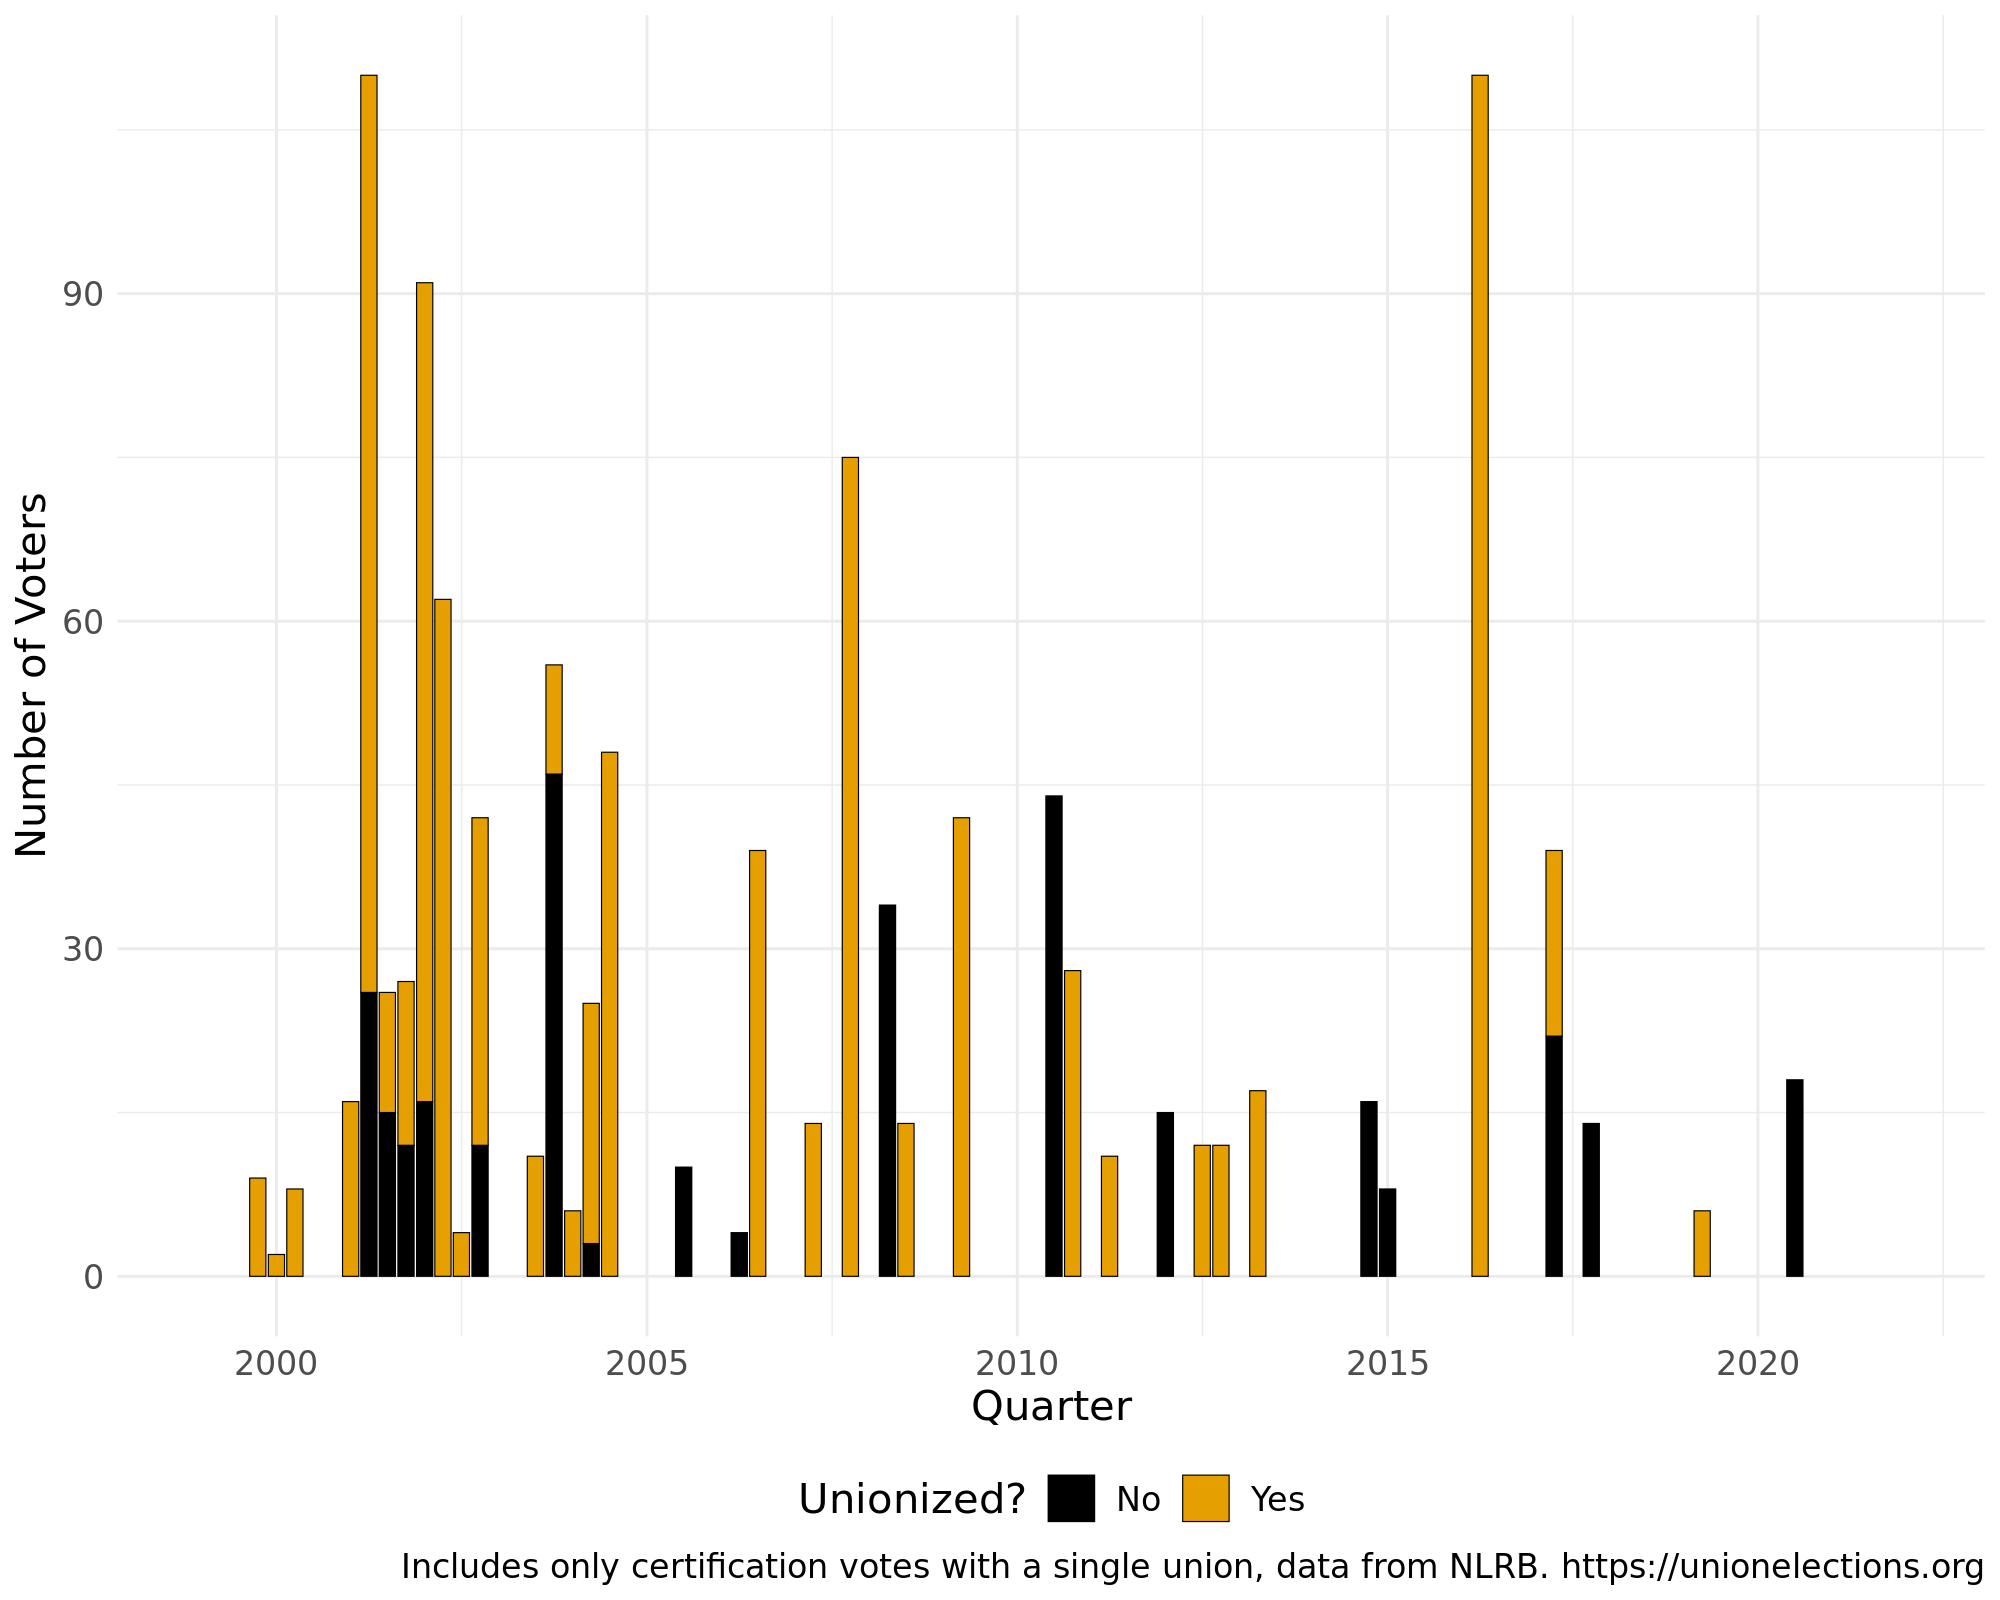 Number of Voters
90
60
30
0
2000 2005 2010 2015 2020
Quarter
Unionized? No Yes
Includes only certification votes with a single union, data from NLRB. https://unionelections.org